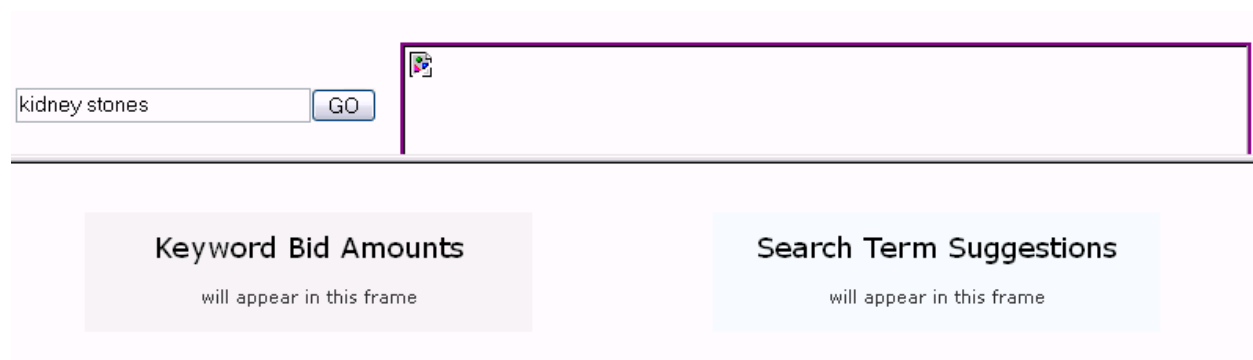 kidney stones
GO
Keyword Bid Amounts
will appear in this frame
Search Term Suggestions
will appear in this frame